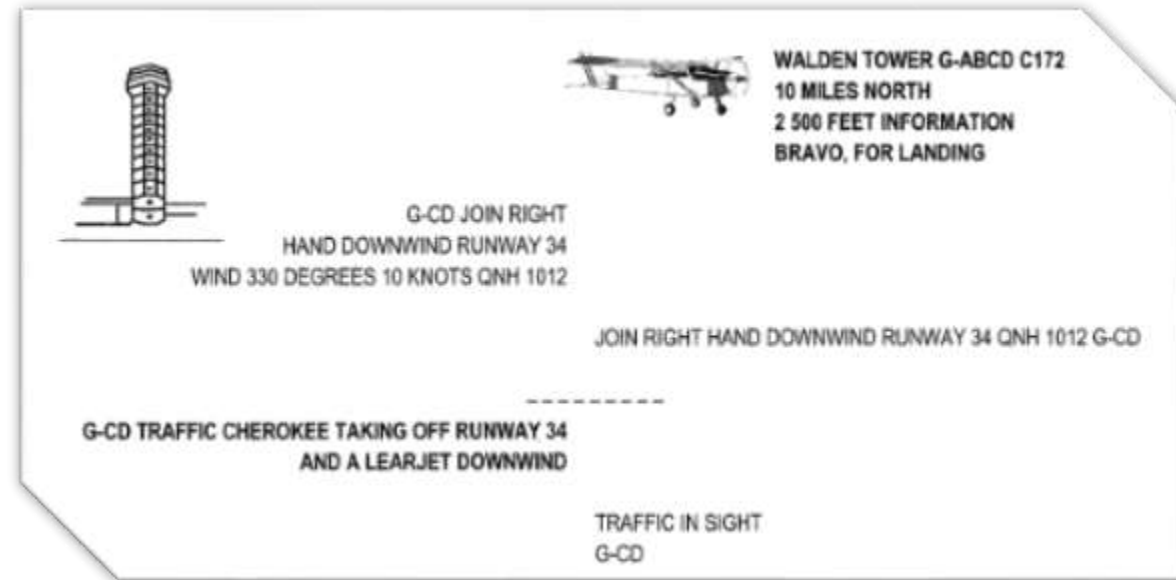 WALDEN TOWER G-ABCD C172
10 MILES NORTH
2 500 FEET INFORMATION
BRAVO, FOR LANDING
G-CD JOIN RIGHT
HAND DOWNWIND RUNWAY 34
WIND 330 DEGREES 10 KNOTS QNH 1012
JOIN RIGHT HAND DOWNWIND RUNWAY 34 QNH 1012 G-CD
---------
G-CD TRAFFIC CHEROKEE TAKING OFF RUNWAY 34
AND A LEARJET DOWNWIND
TRAFFIC IN SIGHT
G-CD